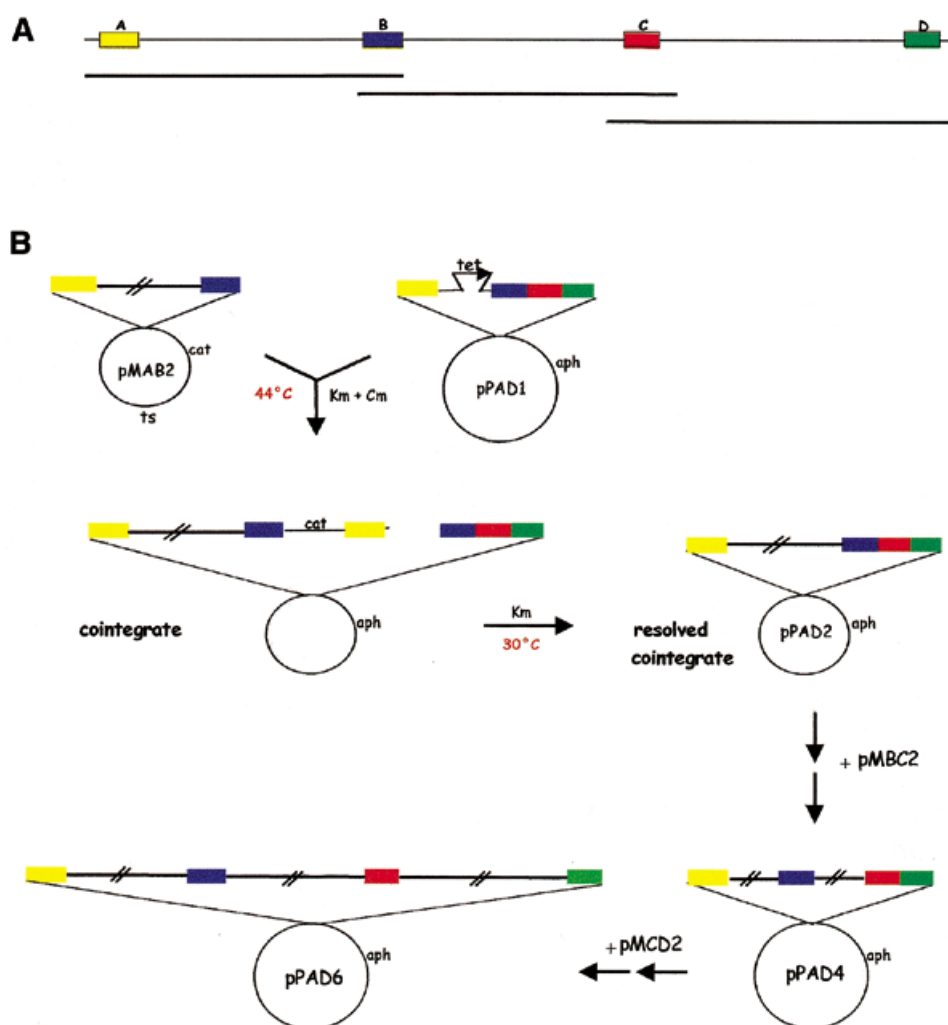 A
A B C D
B
tet
cat aph
pMAB2 pPAD1
44°C Km + Cm
ts
cat
cointegrate aph Km
30°C
resolved
cointegrate pPAD2 aph
+ pMBC2
+ pMCD2
pPAD6 aph
pPAD4 aph